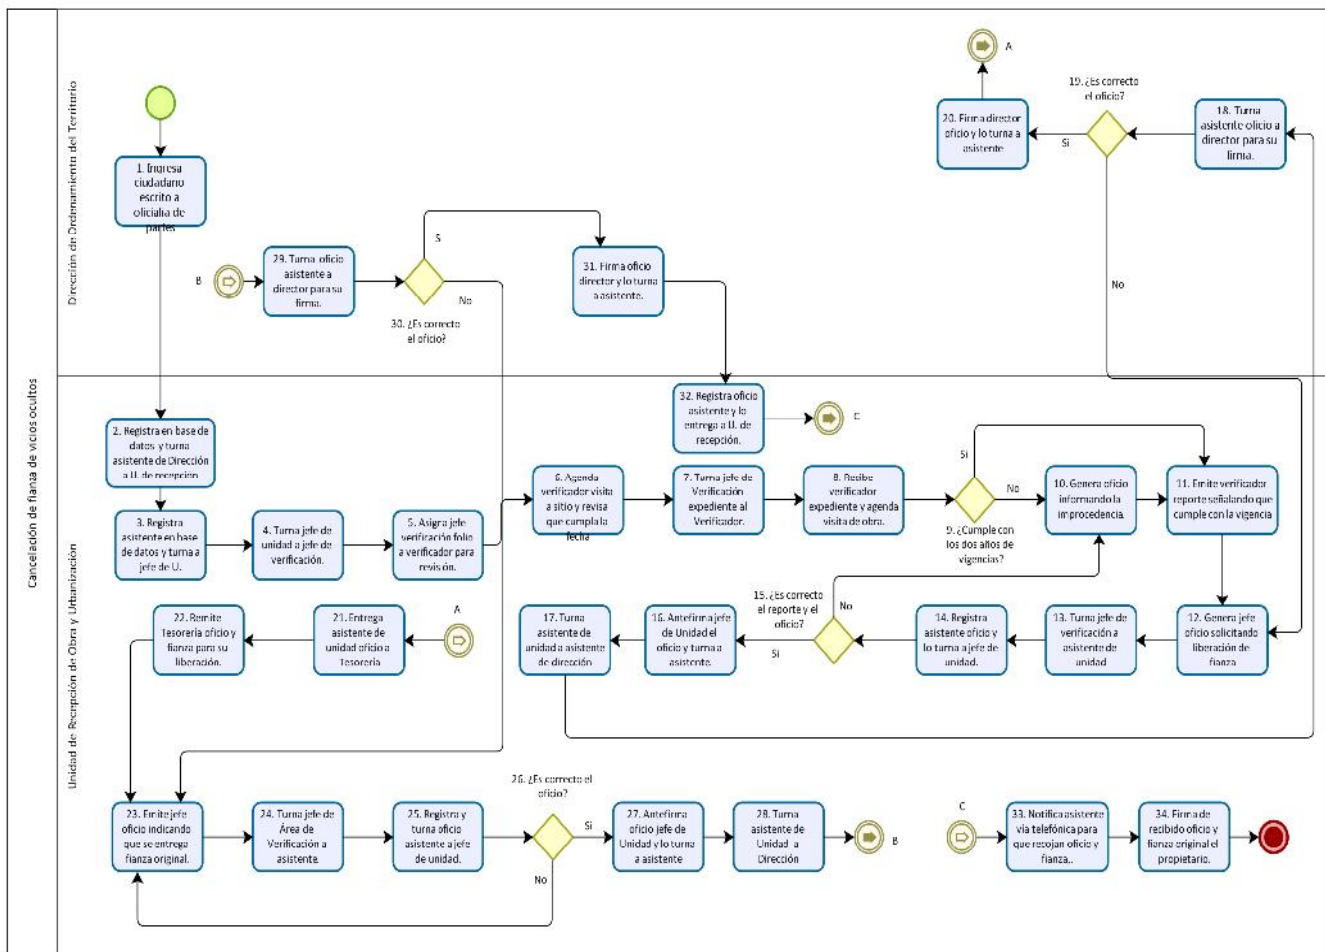 Cancelación de fianza de vicios ocultos
Dirección de Ordenamiento del Territorio
A
19. ¿Es correcto
el oficio?
20. Firma director
oficio y lo turna a
asistente
Si
18. Turna
asistente oficio a
director para su
firma.
No
1. Ingresa
ciudadano
escrito a
oficialía de
partes
B
29. Turna oficio
asistente a
director para su
firma.
S
No
30. ¿Es correcto
el oficio?
31. Firma oficio
director y lo turna
a asistente.
Unidad de Recepción de Obra y Urbanización
32. Registra oficio
asistente y lo
entrega a U. de
recepción.
C
2. Registra en base de
datos y turna
asistente de Dirección
a U. de recepción
3. Registra
asistente en base
de datos y turna a
jefe de U.
4. Turna jefe de
unidad a jefe de
verificación.
5. Asigna jefe
verificación folio
a verificador para
revisión.
6. Agenda
verificador visita
a sitio y revisa
que cumpla la
fecha
7. Turna jefe de
Verificación
expediente al
Verificador.
8. Recibe
verificador
expediente y agenda
visita de obra.
Si
No
9. ¿Cumple con
los dos años de
vigencias?
10. Genera oficio
informando la
improcedencia.
11. Emite verificador
reporte señalando que
cumple con la vigencia
22. Remite
Tesorería oficio y
fianza para su
liberación.
21. Entrega
asistente de
unidad oficio a
Tesorería
A
17. Turna
asistente de
unidad a asistente
de dirección
16. Antefirma jefe
de Unidad el
oficio y turna a
asistente.
15. ¿Es correcto
el reporte y el
oficio?
No
Si
14. Registra
asistente oficio y
lo turna a jefe de
unidad.
13. Turna jefe de
verificación a
asistente de
unidad
12. Genera jefe
oficio solicitando
liberación de
fianza
23. Emite jefe
oficio indicando
que se entrega
fianza original.
24. Turna jefe de
Área de
Verificación a
asistente.
25. Registra y
turna oficio
asistente a jefe
de unidad.
26. ¿Es correcto el
oficio?
Si
No
27. Antefirma
oficio jefe de
Unidad y lo turna
a asistente
28. Turna
asistente de
Unidad a
Dirección
B
C
33. Notifica asistente
vía telefónica para
que recojan oficio y
fianza..
34. Firma de
recibido oficio y
fianza original el
propietario.